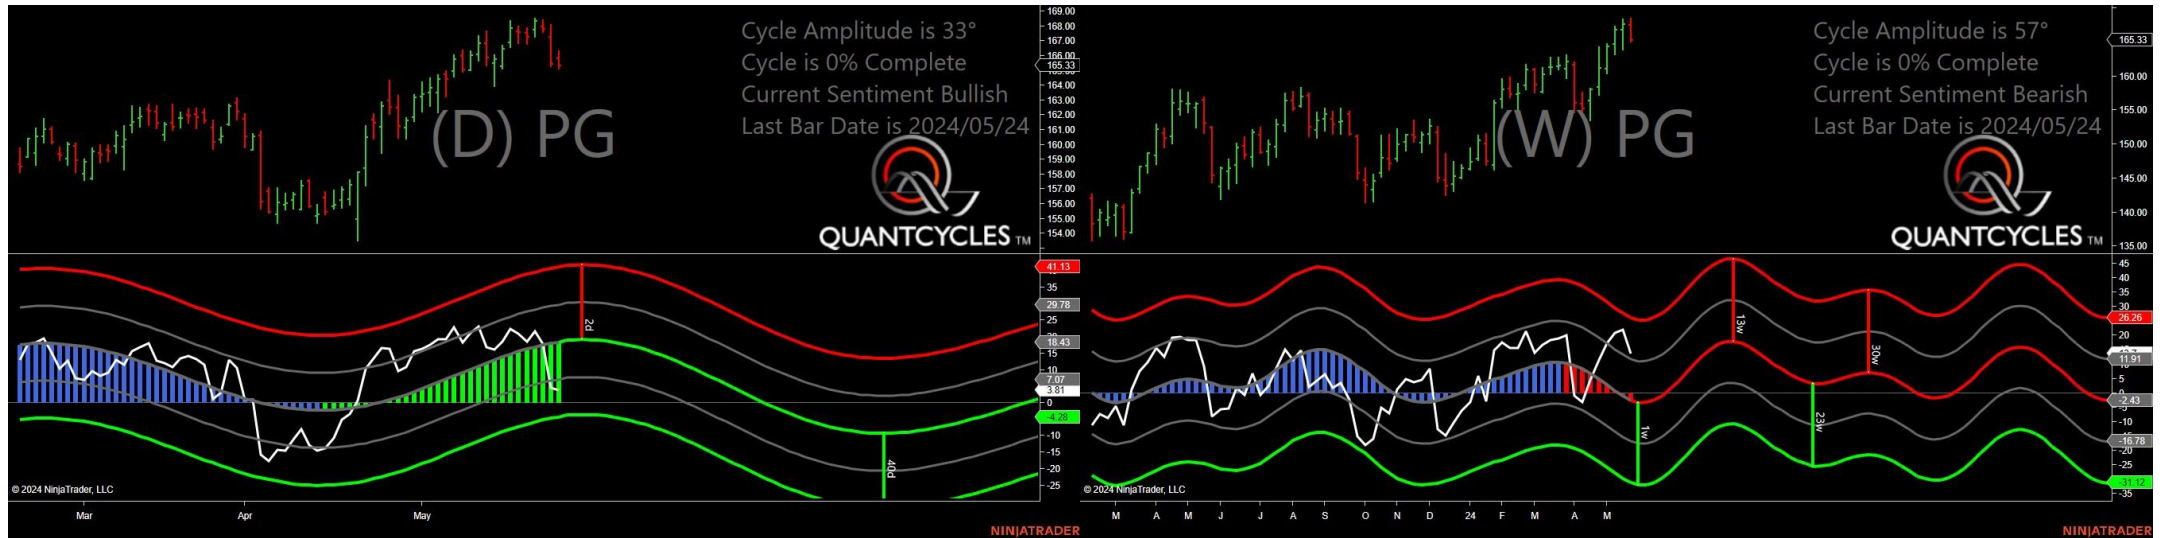 Cycle Amplitude is 33°
Cycle is 0% Complete
Current Sentiment Bullish
Last Bar Date is 2024/05/24
(D) PG
QUANTCYCLES TM
169.00
168.00
167.00
166.00
165.33
164.00
163.00
162.00
161.00
160.00
159.00
158.00
157.00
156.00
155.00
154.00
41.13
35
29.78
25
18.43
15
10
7.07
3.81
0
-4.28
-10
-15
-20
-25
2d
40d
© 2024 NinjaTrader, LLC
Mar Apr May
NINJATRADER
Cycle Amplitude is 57°
Cycle is 0% Complete
Current Sentiment Bearish
Last Bar Date is 2024/05/24
(W) PG
QUANTCYCLES TM
165.33
160.00
155.00
150.00
145.00
140.00
135.00
45
40
35
30
26.26
20
11.91
5
-2.43
-10
-16.78
-20
-25
-31.12
-35
13w
30w
1w
23w
© 2024 NinjaTrader, LLC
M A M J J A S O N D 24 F M A M
NINJATRADER